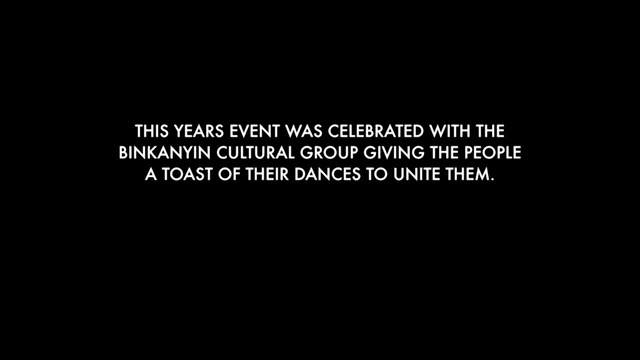 THIS YEARS EVENT WAS CELEBRATED WITH THE
BINKANYIN CULTURAL GROUP GIVING THE PEOPLE
A TOAST OF THEIR DANCES TO UNITE THEM.